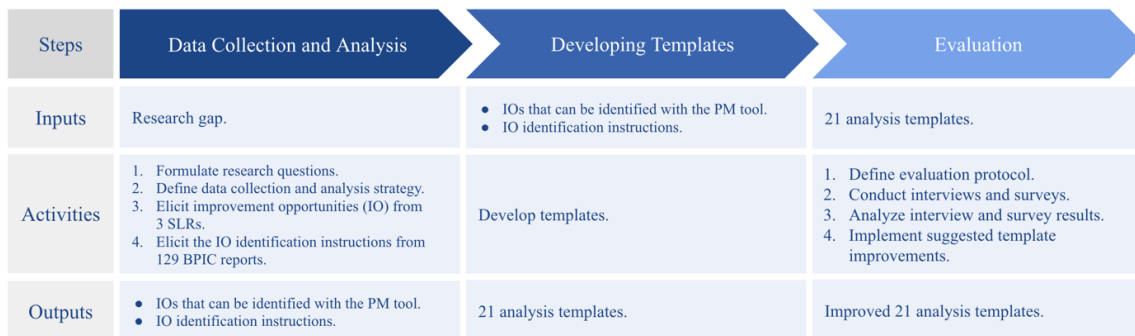 Steps
Data Collection and Analysis
Developing Templates
Evaluation
Inputs
Research gap.
● IOs that can be identified with the PM tool.
● IO identification instructions.
21 analysis templates.
Activities
1. Formulate research questions.
2. Define data collection and analysis strategy.
3. Elicit improvement opportunities (IO) from
3 SLRs.
4. Elicit the IO identification instructions from
129 BPIC reports.
Develop templates.
1. Define evaluation protocol.
2. Conduct interviews and surveys.
3. Analyze interview and survey results.
4. Implement suggested template
improvements.
Outputs
● IOs that can be identified with the PM tool.
● IO identification instructions.
21 analysis templates.
Improved 21 analysis templates.